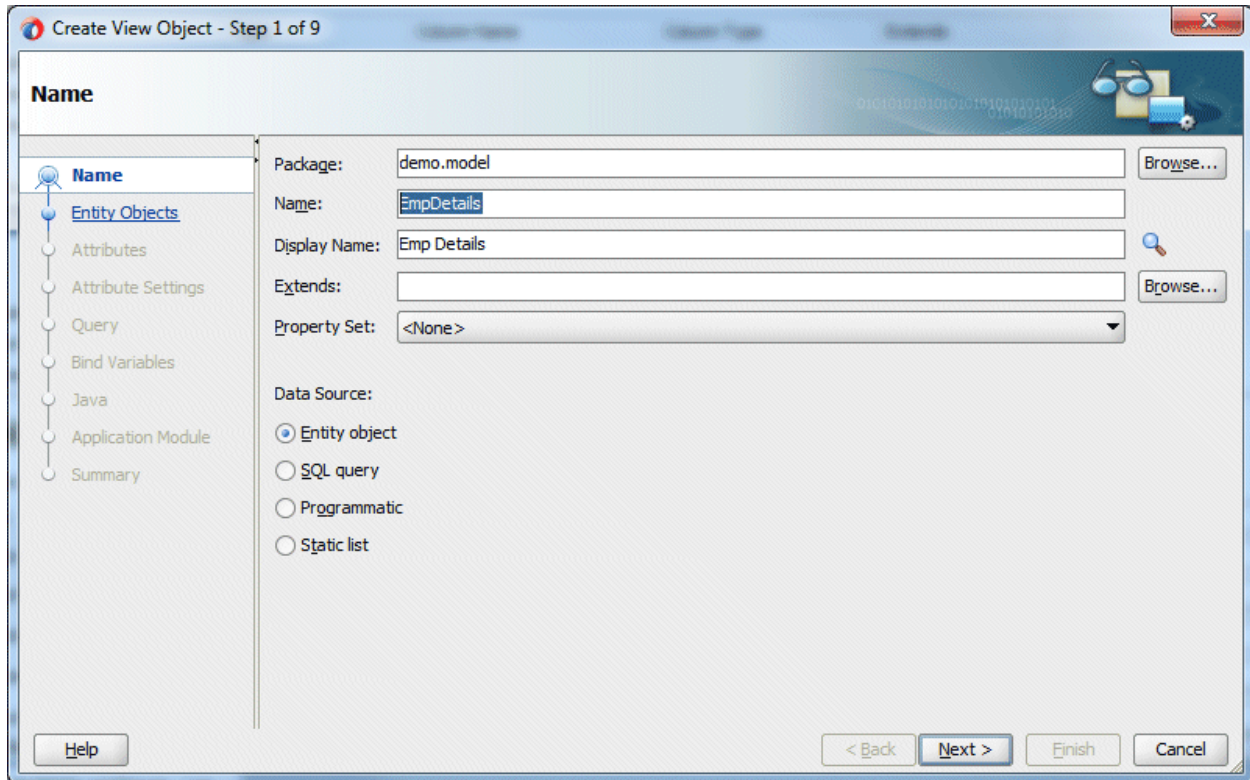 Create View Object - Step 1 of 9
Name
Name
Entity Objects
Attributes
Attribute Settings
Query
Bind Variables
Java
Application Module
Summary
Package: demo.model Browse...
Name: EmpDetails
Display Name: Emp Details
Extends: Browse...
Property Set: <None>
Data Source:
Entity object
SQL query
Programmatic
Static list
Help < Back Next > Finish Cancel